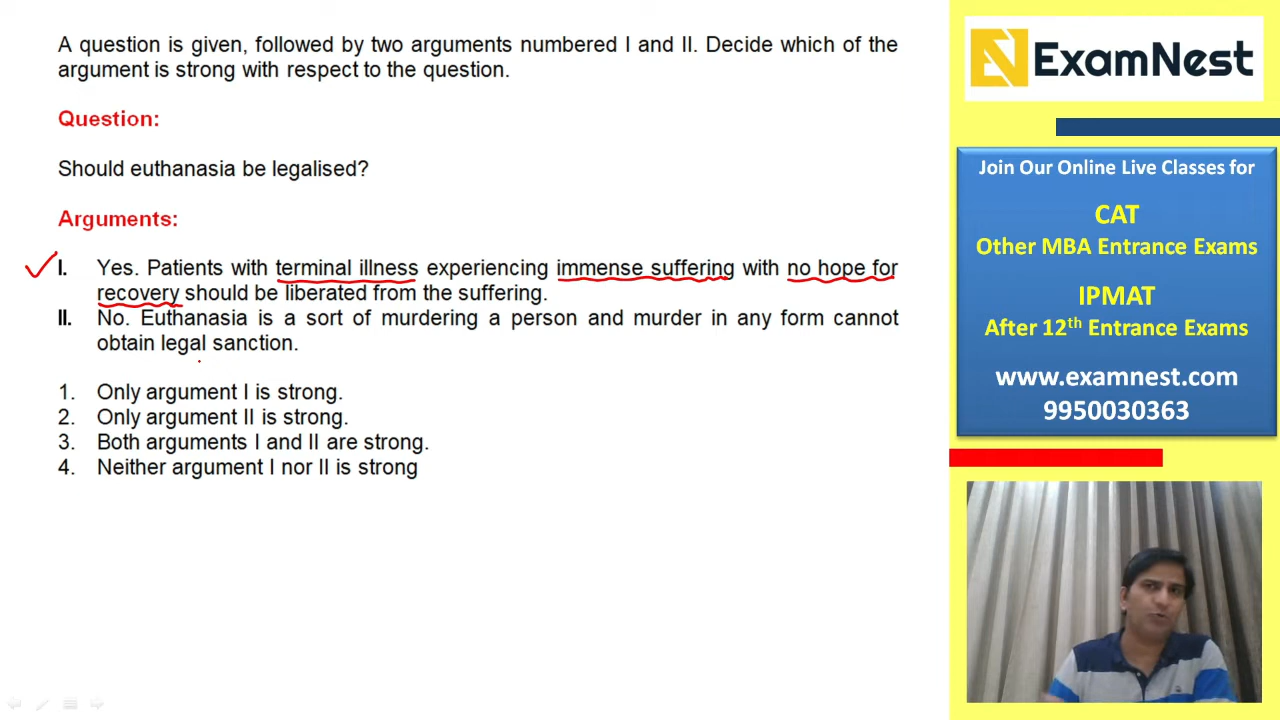 A question is given, followed by two arguments numbered I and II. Decide which of the
argument is strong with respect to the question.
Question:
Should euthanasia be legalised?
Arguments:
I. Yes. Patients with terminal illness experiencing immense suffering with no hope for
recovery should be liberated from the suffering.
II. No. Euthanasia is a sort of murdering a person and murder in any form cannot
obtain legal sanction.
1. Only argument I is strong.
2. Only argument II is strong.
3. Both arguments I and II are strong.
4. Neither argument I nor II is strong
ExamNest
Join Our Online Live Classes for
CAT
Other MBA Entrance Exams
IPMAT
After 12th Entrance Exams
www.examnest.com
9950030363